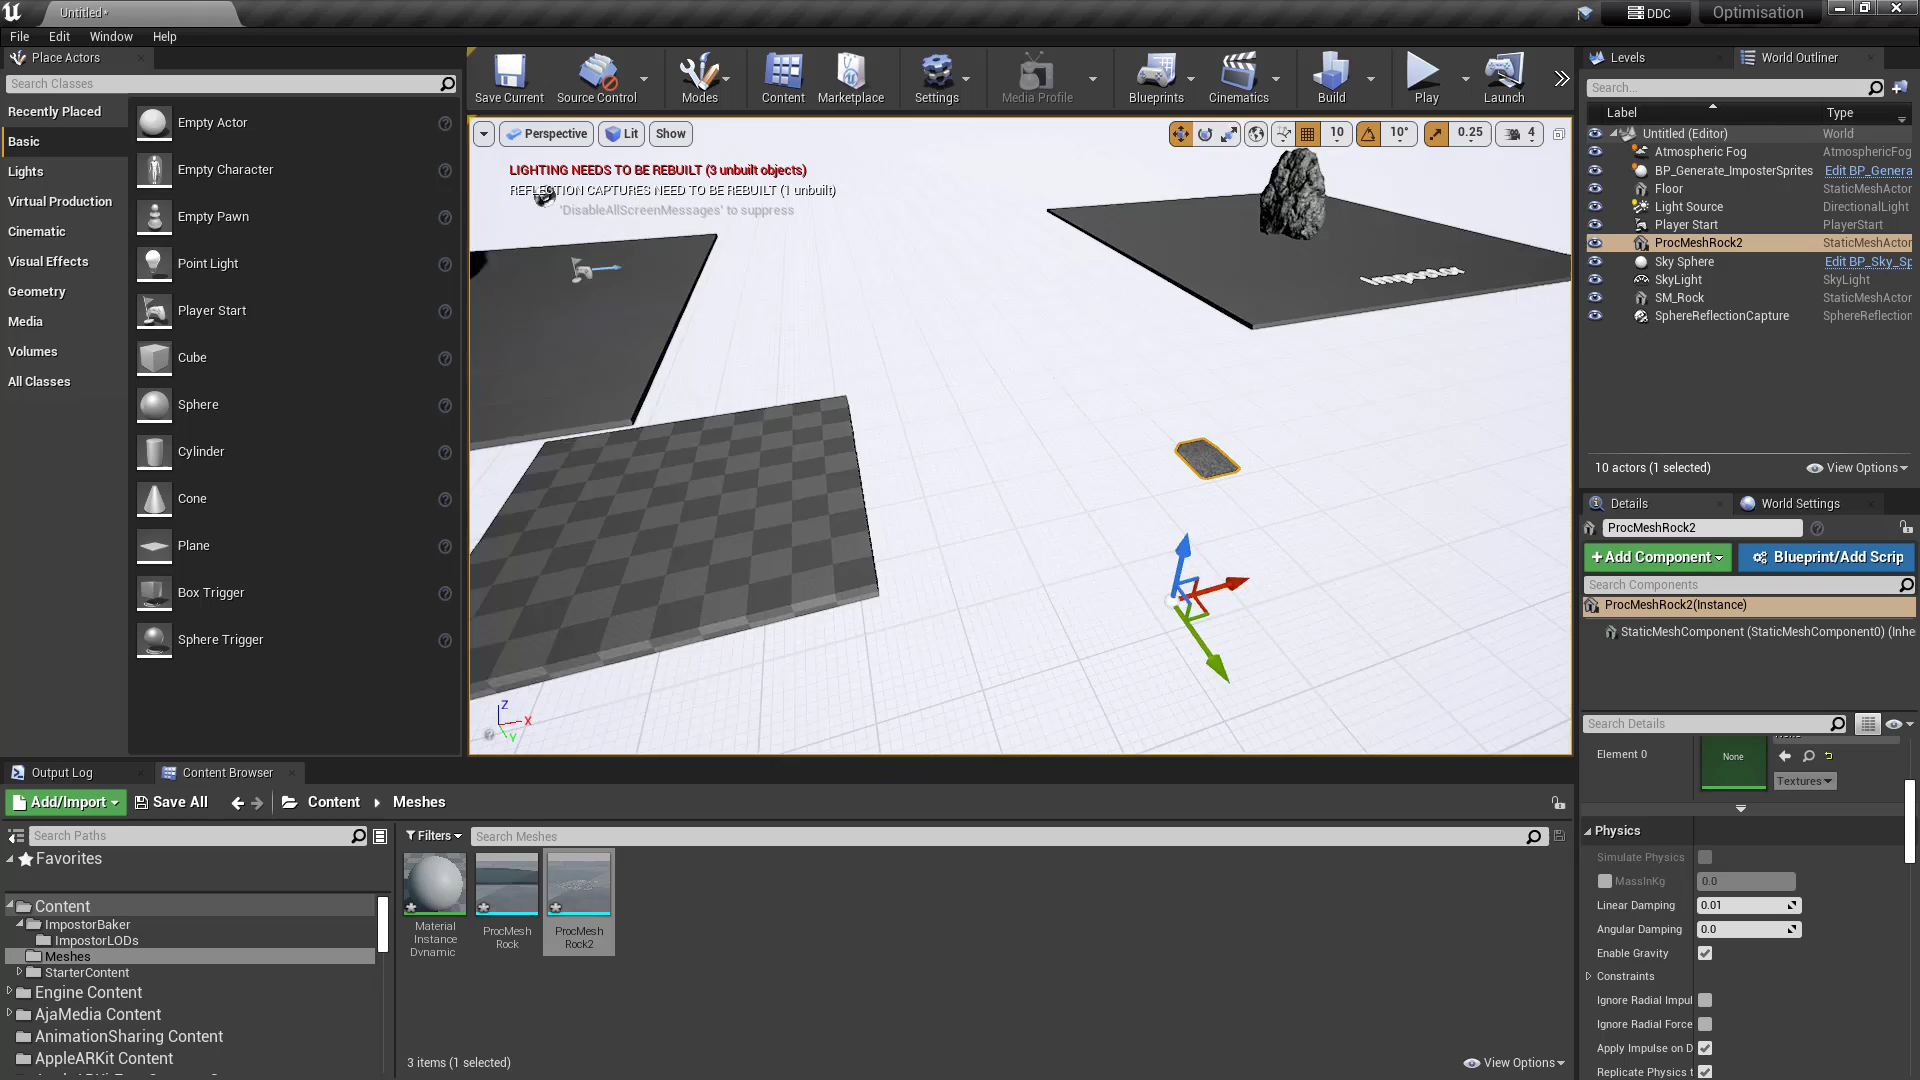 Untitled*
DDC
Optimisation
File Edit Window Help
Place Actors
Search Classes
Recently Placed
Basic
Lights
Virtual Production
Cinematic
Visual Effects
Geometry
Media
Volumes
All Classes
Empty Actor
Empty Character
Empty Pawn
Point Light
Player Start
Cube
Sphere
Cylinder
Cone
Plane
Box Trigger
Sphere Trigger
Save Current
Source Control
Modes
Content
Marketplace
Settings
Media Profile
Blueprints
Cinematics
Build
Play
Launch
Perspective Lit Show
10 10° 0.25 4
LIGHTING NEEDS TO BE REBUILT (3 unbuilt objects)
REFLECTION CAPTURES NEED TO BE REBUILT (1 unbuilt)
'DisableAllScreenMessages' to suppress
Impostor
Z
X
Y
Levels
World Outliner
Search...
Label Type
Untitled (Editor) World
Atmospheric Fog AtmosphericFog
BP_Generate_ImposterSprites Edit BP_Genera
Floor StaticMeshActor
Light Source DirectionalLight
Player Start PlayerStart
ProcMeshRock2 StaticMeshActor
Sky Sphere Edit BP_Sky_Sp
SkyLight SkyLight
SM_Rock StaticMeshActor
SphereReflectionCapture SphereReflection
10 actors (1 selected)
View Options
Details
World Settings
ProcMeshRock2
+Add Component
Blueprint/Add Scrip
Search Components
ProcMeshRock2(Instance)
StaticMeshComponent (StaticMeshComponent0) (Inhe
Search Details
Element 0
None
Textures
Physics
Simulate Physics
MassInKg 0.0
Linear Damping 0.01
Angular Damping 0.0
Enable Gravity
Constraints
Ignore Radial Impul
Ignore Radial Force
Apply Impulse on D
Replicate Physics t
Output Log
Content Browser
Add/Import
Save All
Content
Meshes
Search Paths
Filters
Search Meshes
Favorites
Content
ImpostorBaker
ImpostorLODs
Meshes
StarterContent
Engine Content
AjaMedia Content
AnimationSharing Content
AppleARKit Content
Material
Instance
Dynamic
ProcMesh
Rock
ProcMesh
Rock2
3 items (1 selected)
View Options